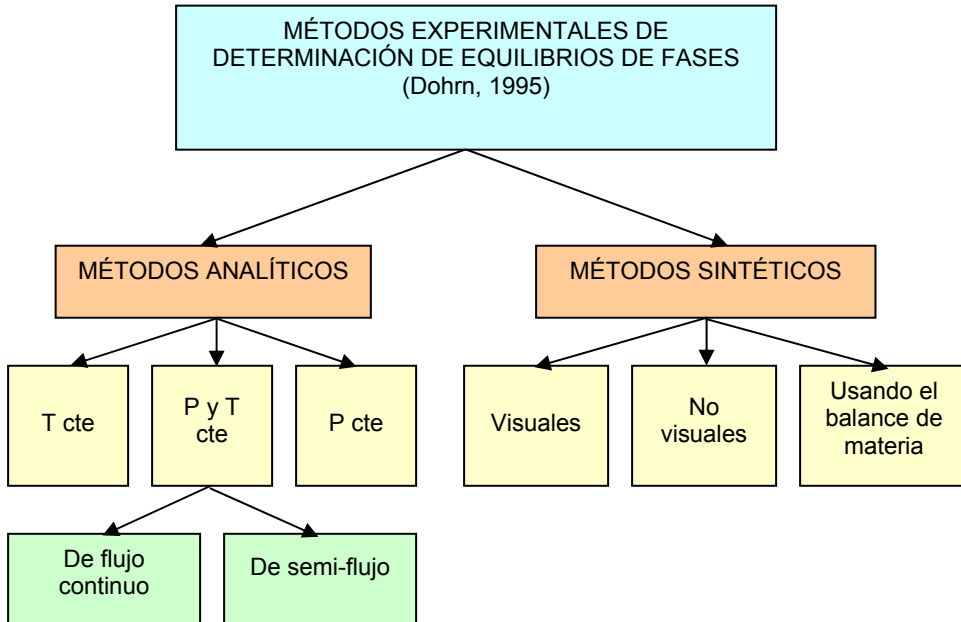 MÉTODOS EXPERIMENTALES DE
DETERMINACIÓN DE EQUILIBRIOS DE FASES
(Dohrn, 1995)
MÉTODOS ANALÍTICOS
MÉTODOS SINTÉTICOS
T cte
P y T
cte
P cte
Visuales
No
visuales
Usando el
balance de
materia
De flujo
continuo
De semi-flujo